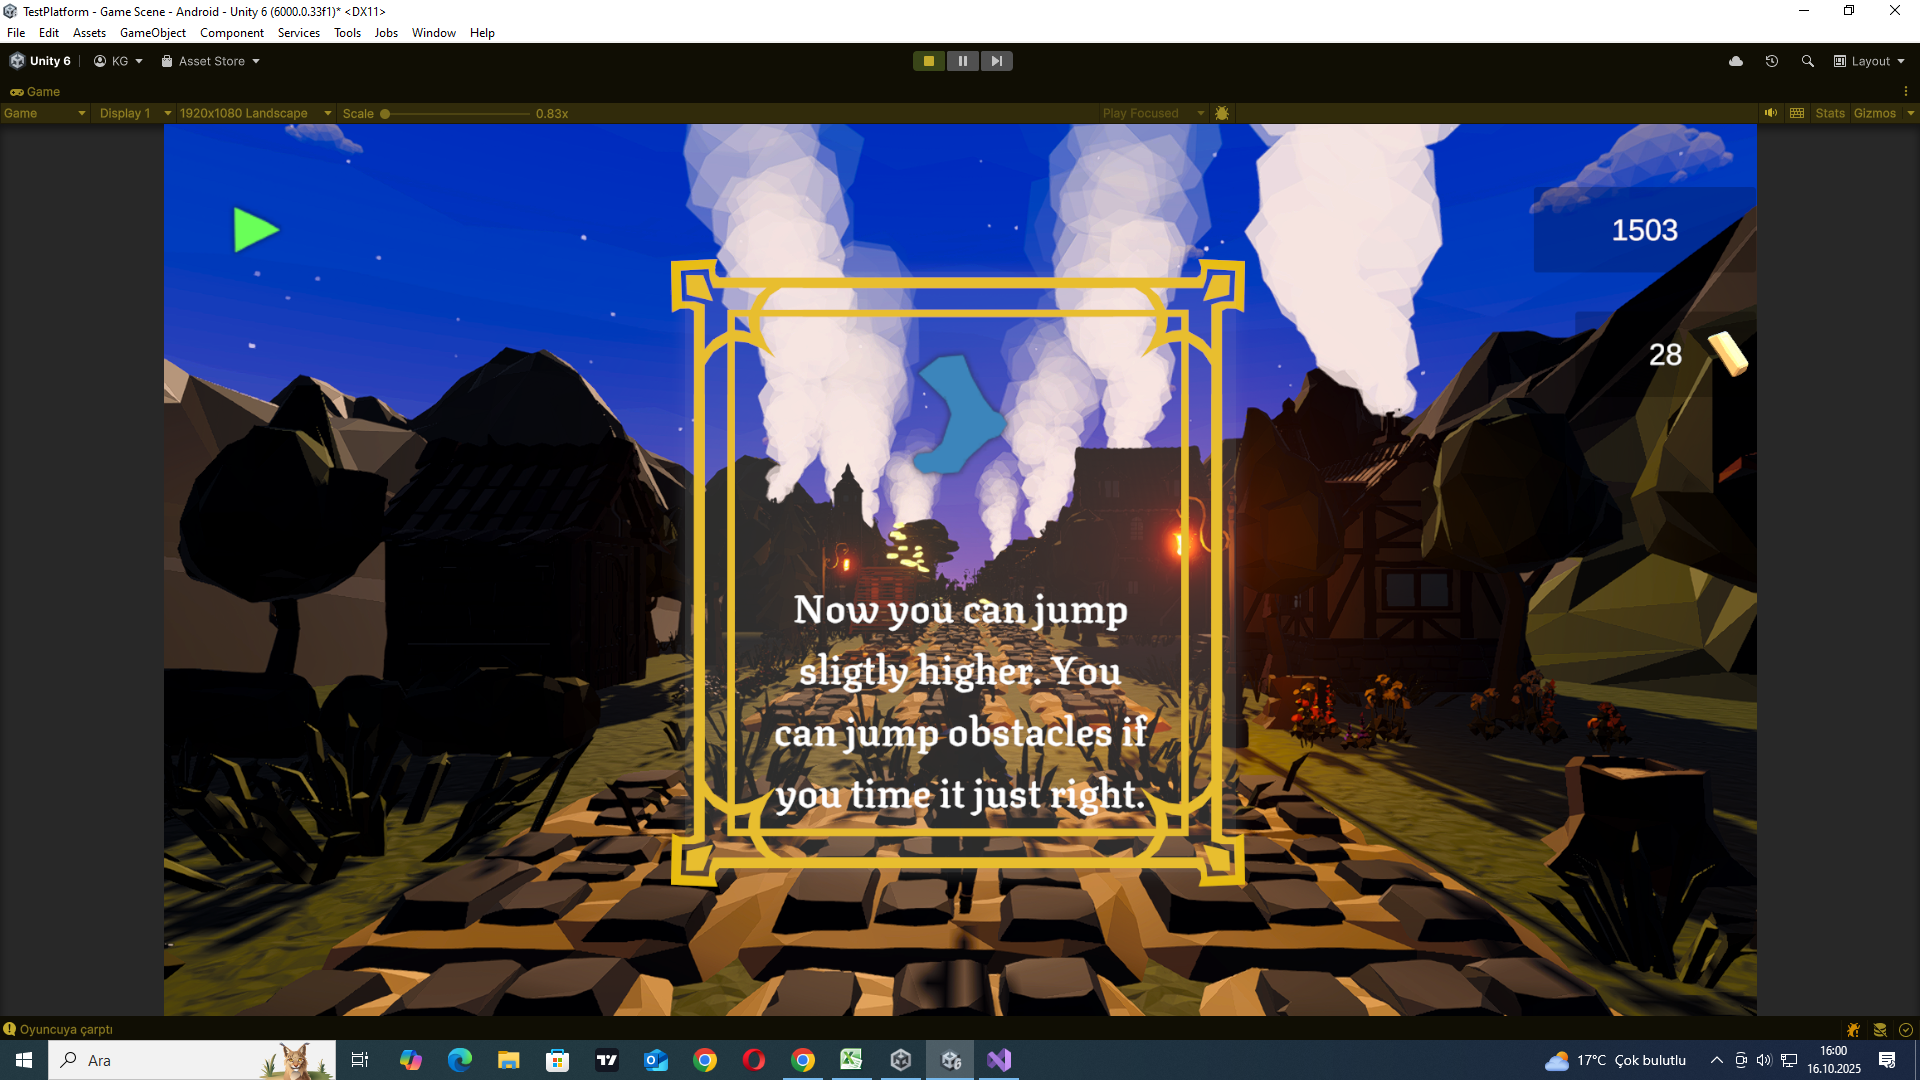 TestPlatform - Game Scene - Android - Unity 6 (6000.0.33f1)* <DX11>
File Edit Assets GameObject Component Services Tools Jobs Window Help
Unity 6 KG Asset Store Layout
Game
Game Display 1 1920x1080 Landscape Scale 0.83x Play Focused Stats Gizmos
1503
28
Now you can jump
sligtly higher. You
can jump obstacles if
you time it just right.
Oyuncuya çarptı
Ara
17°C Çok bulutlu
16:00
16.10.2025